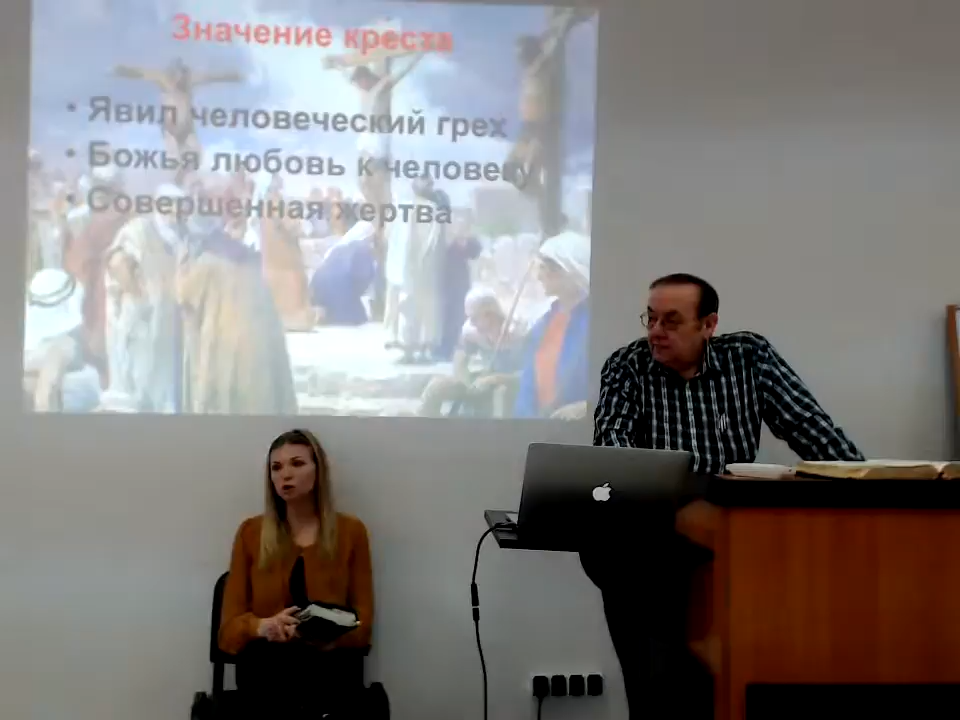 Значение креста
• Явил человеческий грех
• Божья любовь к человеку
• Совершенная жертва